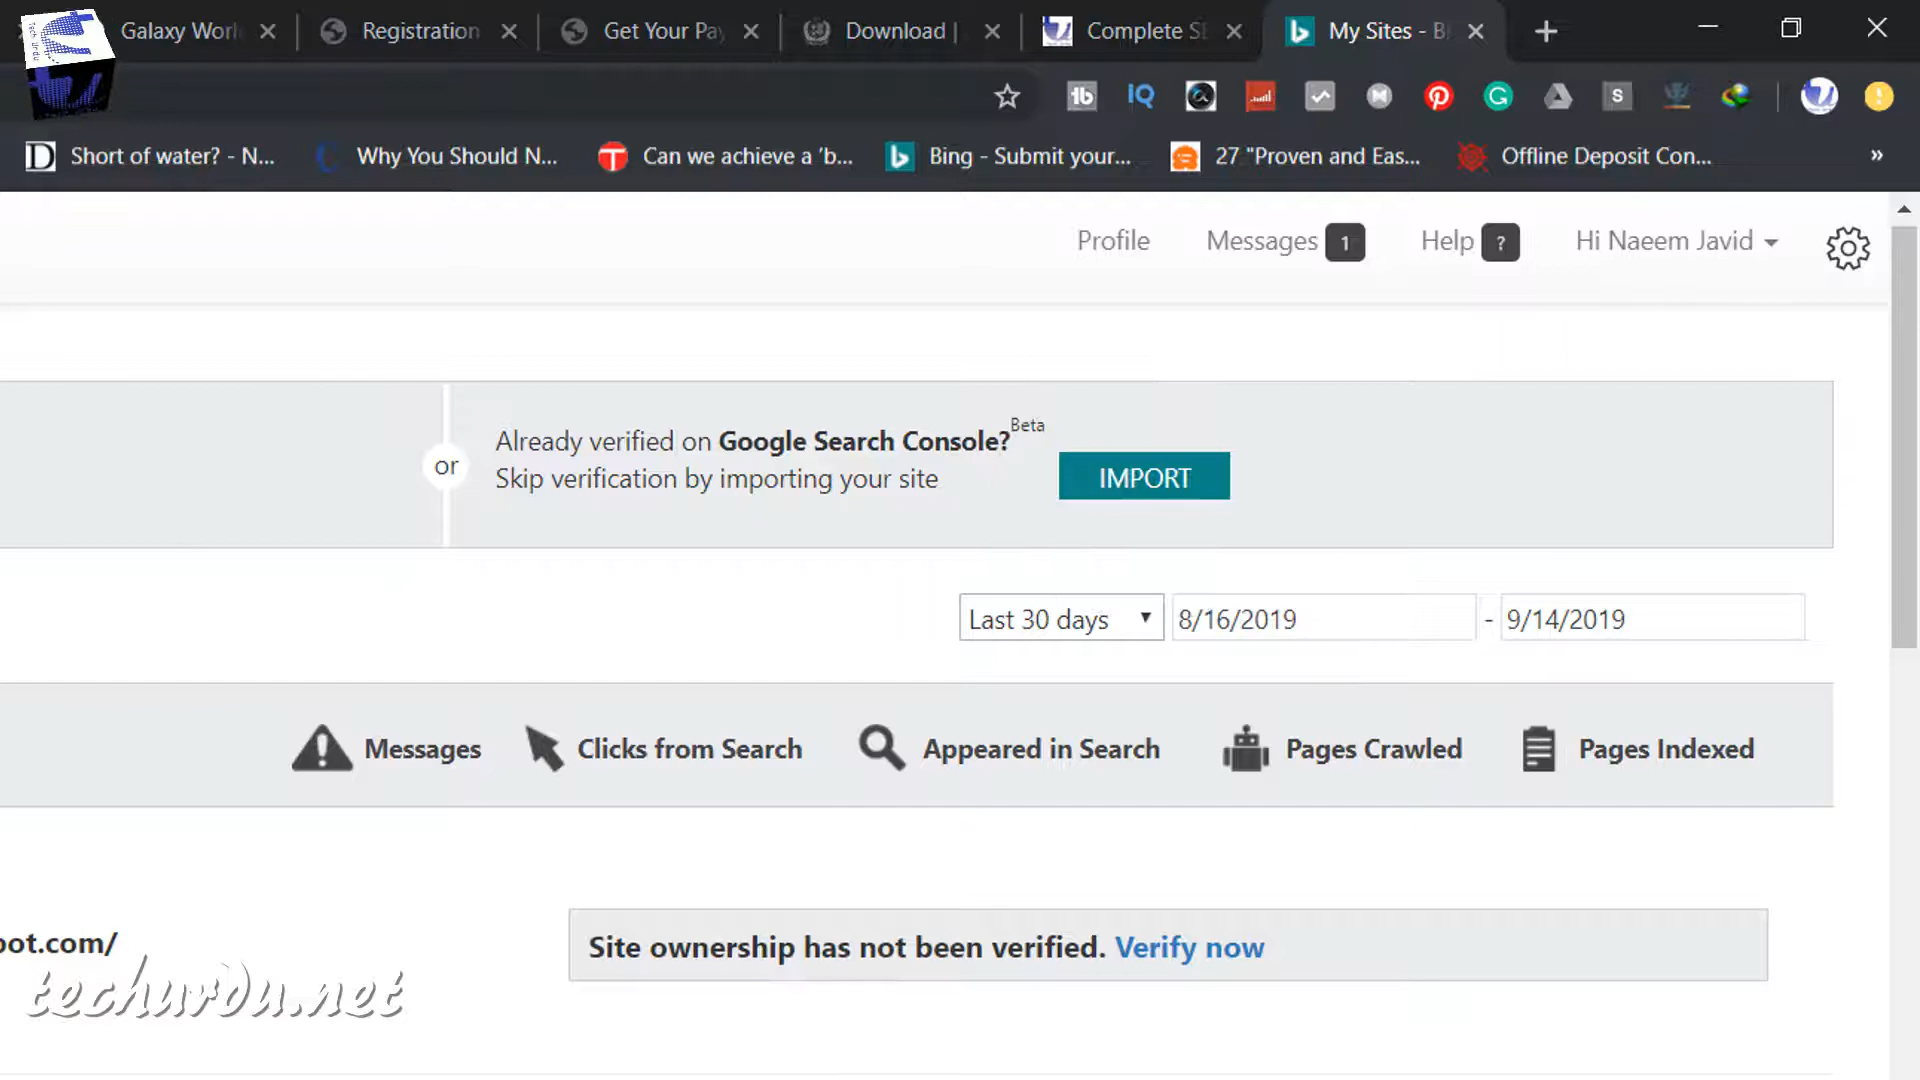 Galaxy Worl
Registration
Get Your Pay
Download |
Complete SE
My Sites - Bi
Short of water? - N...
Why You Should N...
Can we achieve a 'b...
Bing - Submit your...
27 "Proven and Eas...
Offline Deposit Con...
»
Profile
Messages 1
Help ?
Hi Naeem Javid
or
Already verified on Google Search Console? Beta
Skip verification by importing your site
IMPORT
Last 30 days
8/16/2019 - 9/14/2019
Messages
Clicks from Search
Appeared in Search
Pages Crawled
Pages Indexed
pot.com/
Site ownership has not been verified. Verify now
techurdu.net